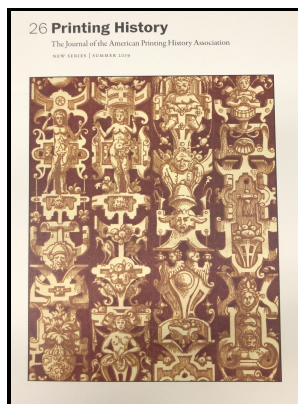 26 Printing History
The Journal of the American Printing History Association
NEW SERIES | SUMMER 2019